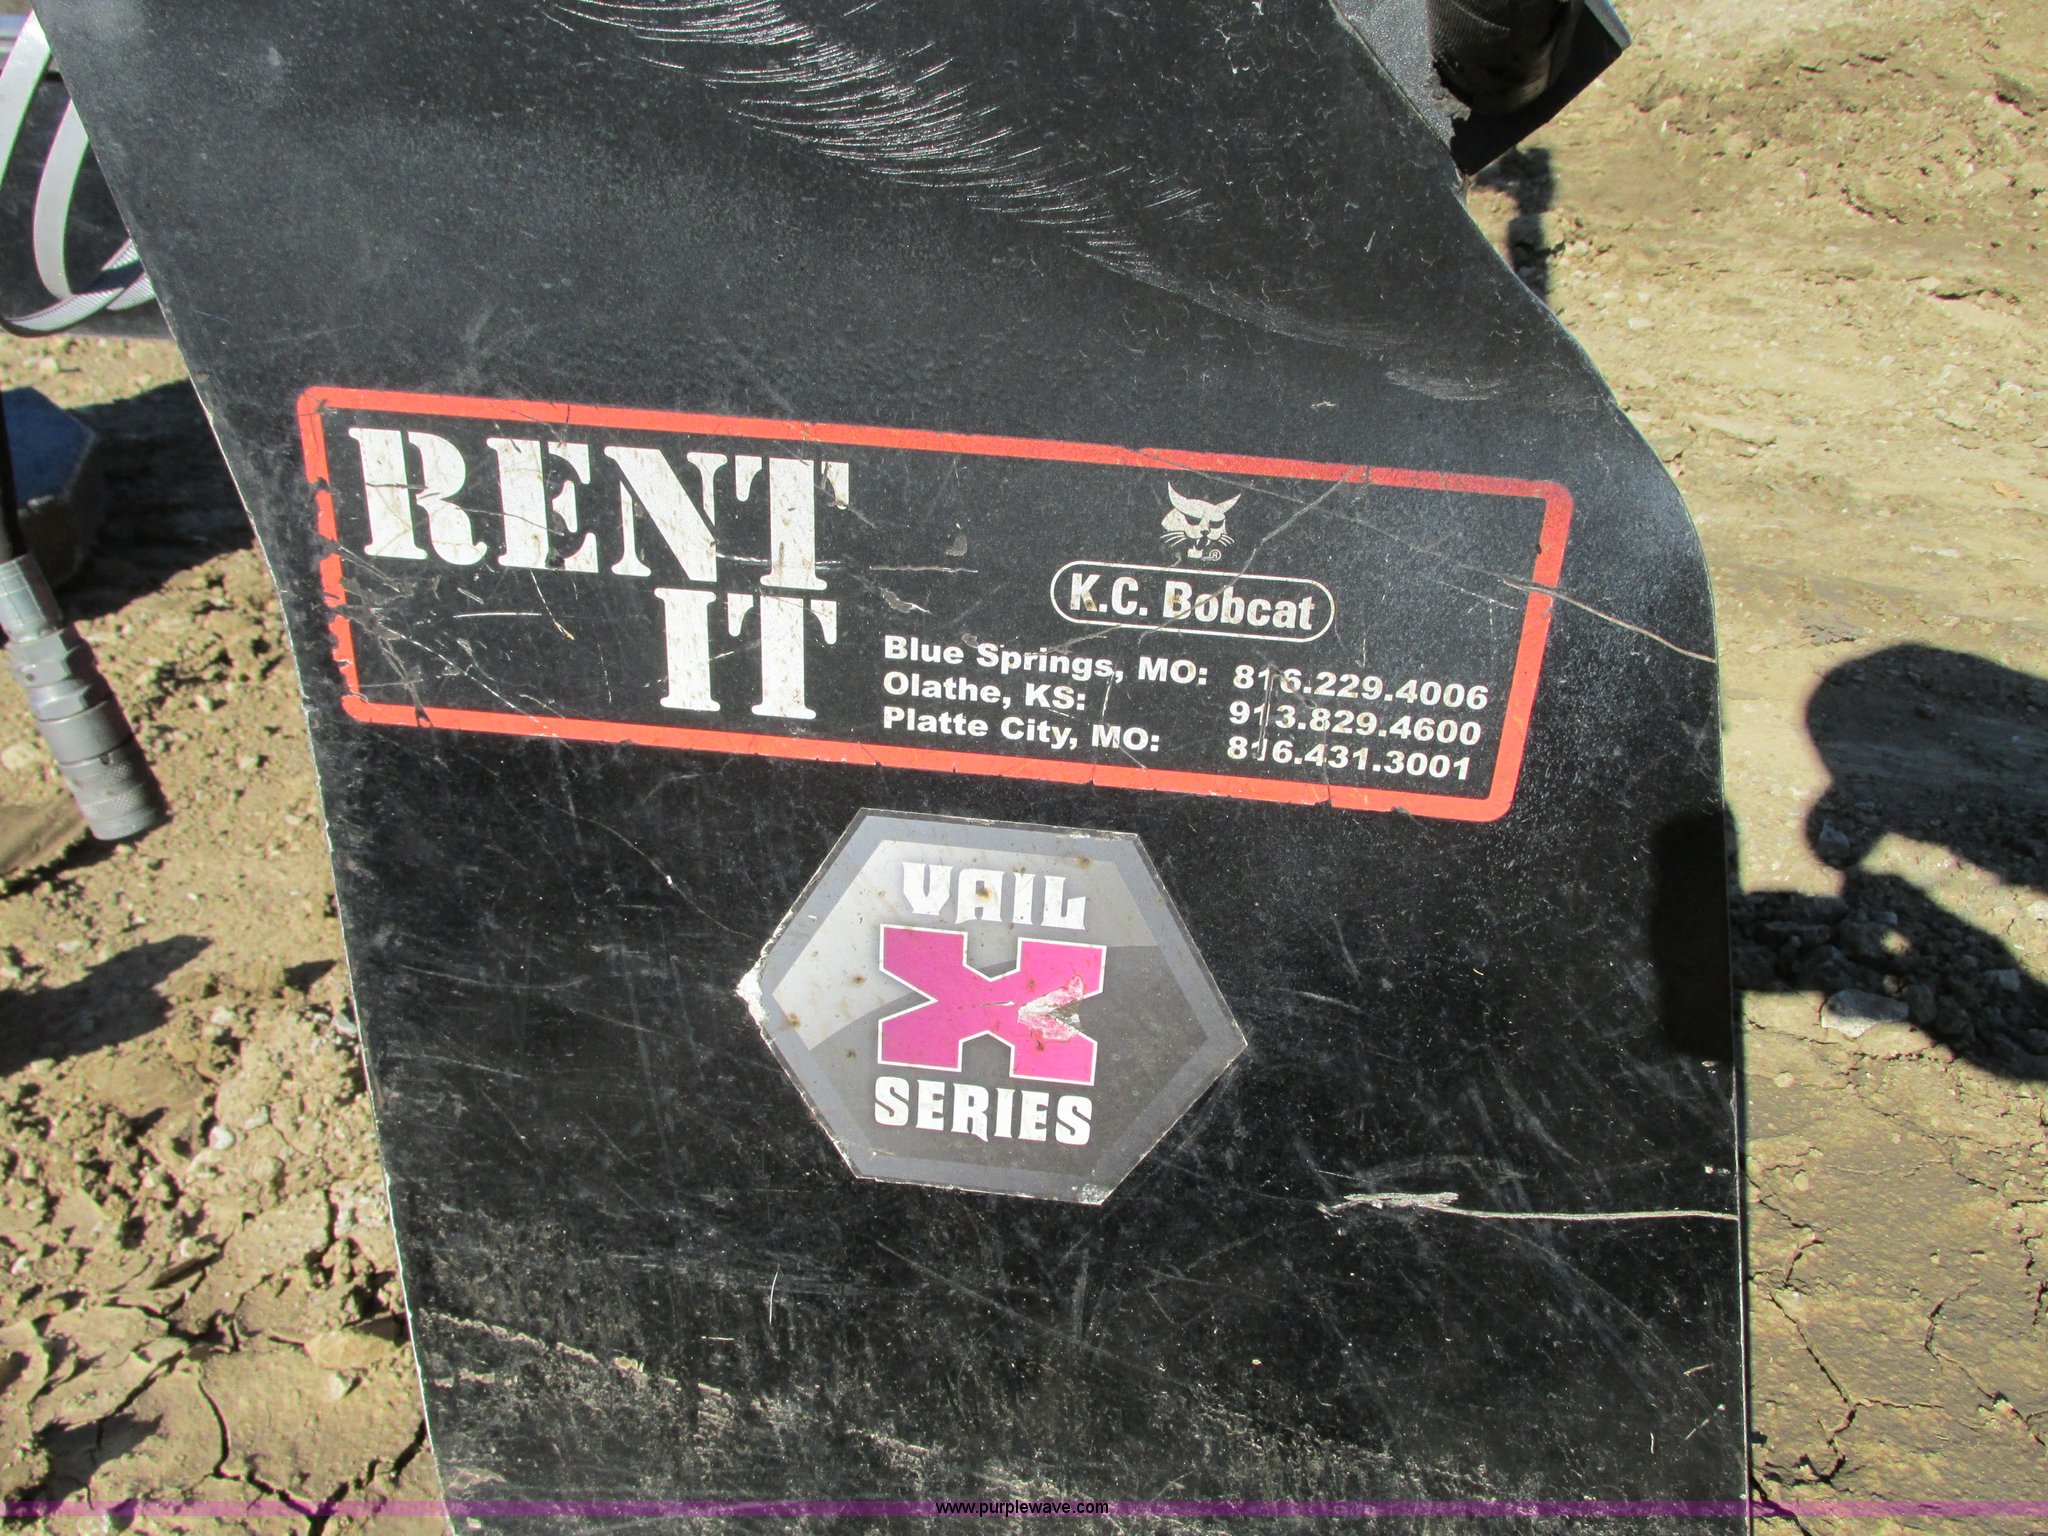 RENT
IT
®
K.C. Bobcat
Blue Springs, MO: 816.229.4006
Olathe, KS: 913.829.4600
Platte City, MO: 816.431.3001
VAIL
X
SERIES
www.purplewave.com